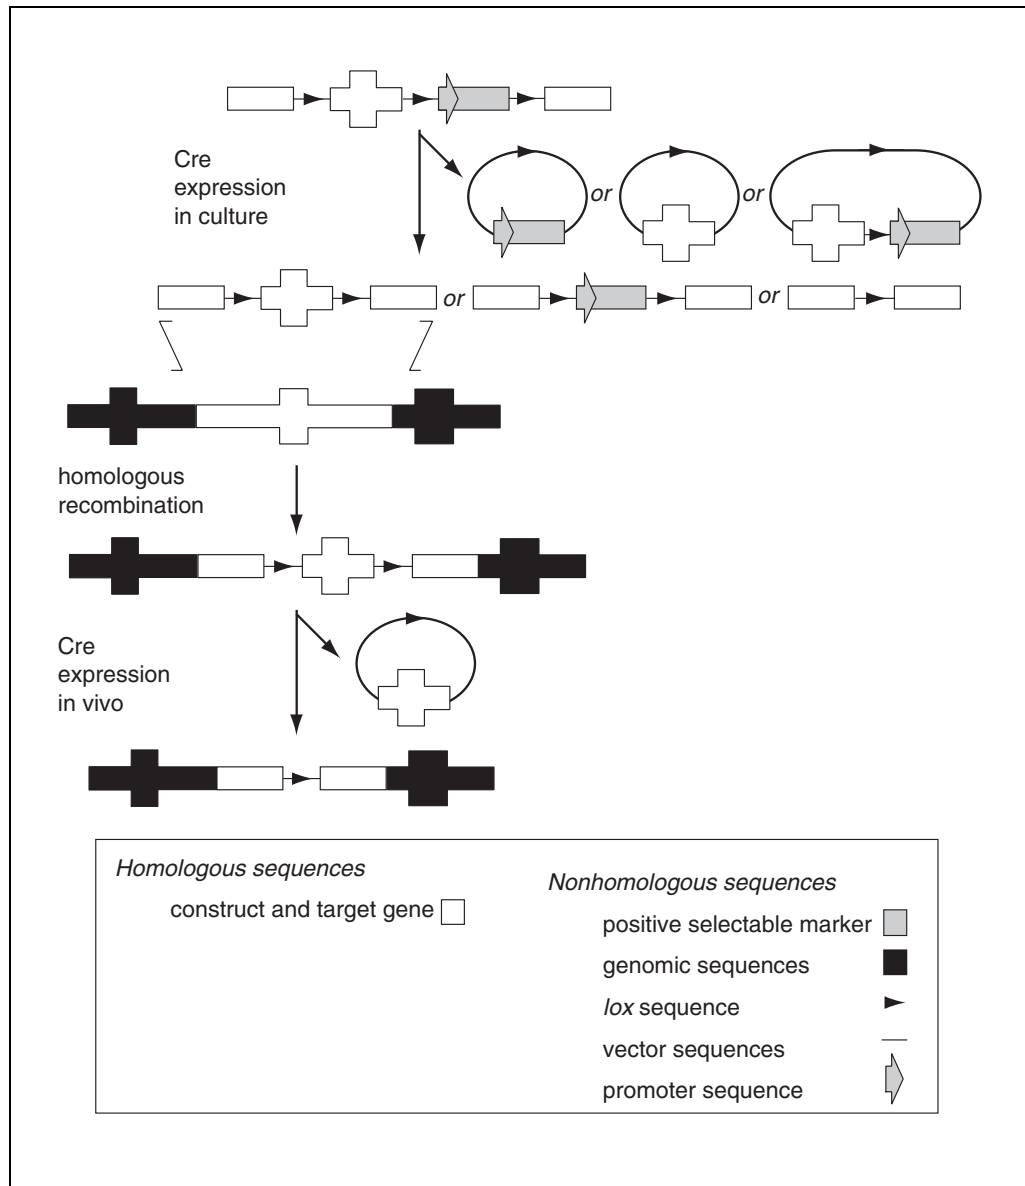 Cre
expression
in culture
or
or
or
or
homologous
recombination
Cre
expression
in vivo
Homologous sequences
construct and target gene
Nonhomologous sequences
positive selectable marker
genomic sequences
lox sequence
vector sequences
promoter sequence